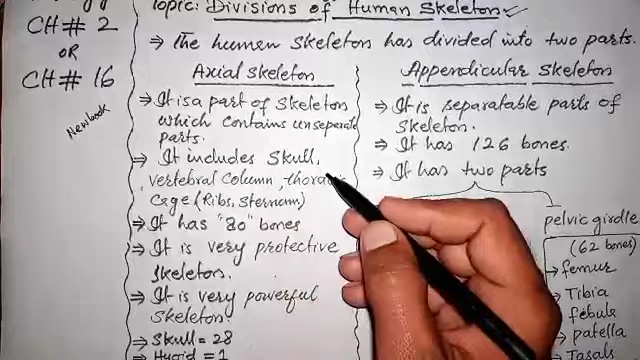 Topic: Divisions of Human Skeleton
CH# 2
OR
CH# 16
Newbook
⇒ The human skeleton has divided into two parts.
Axial Skeleton
⇒ It is a part of skeleton
which contains unseparate
parts.
⇒ It includes Skull,
vertebral column, thoracic
cage (Ribs, Sternum)
⇒ It has "80" bones
⇒ It is very protective
skeleton.
⇒ It is very powerful
skeleton.
→ Skull = 28
→ Hyoid = 1
Appendicular Skeleton
⇒ It is separatable parts of
skeleton.
⇒ It has 126 bones.
⇒ It has two parts
pelvic girdle
(62 bones)
→ femur
→ Tibia
febula
→ patella
→ Tasals